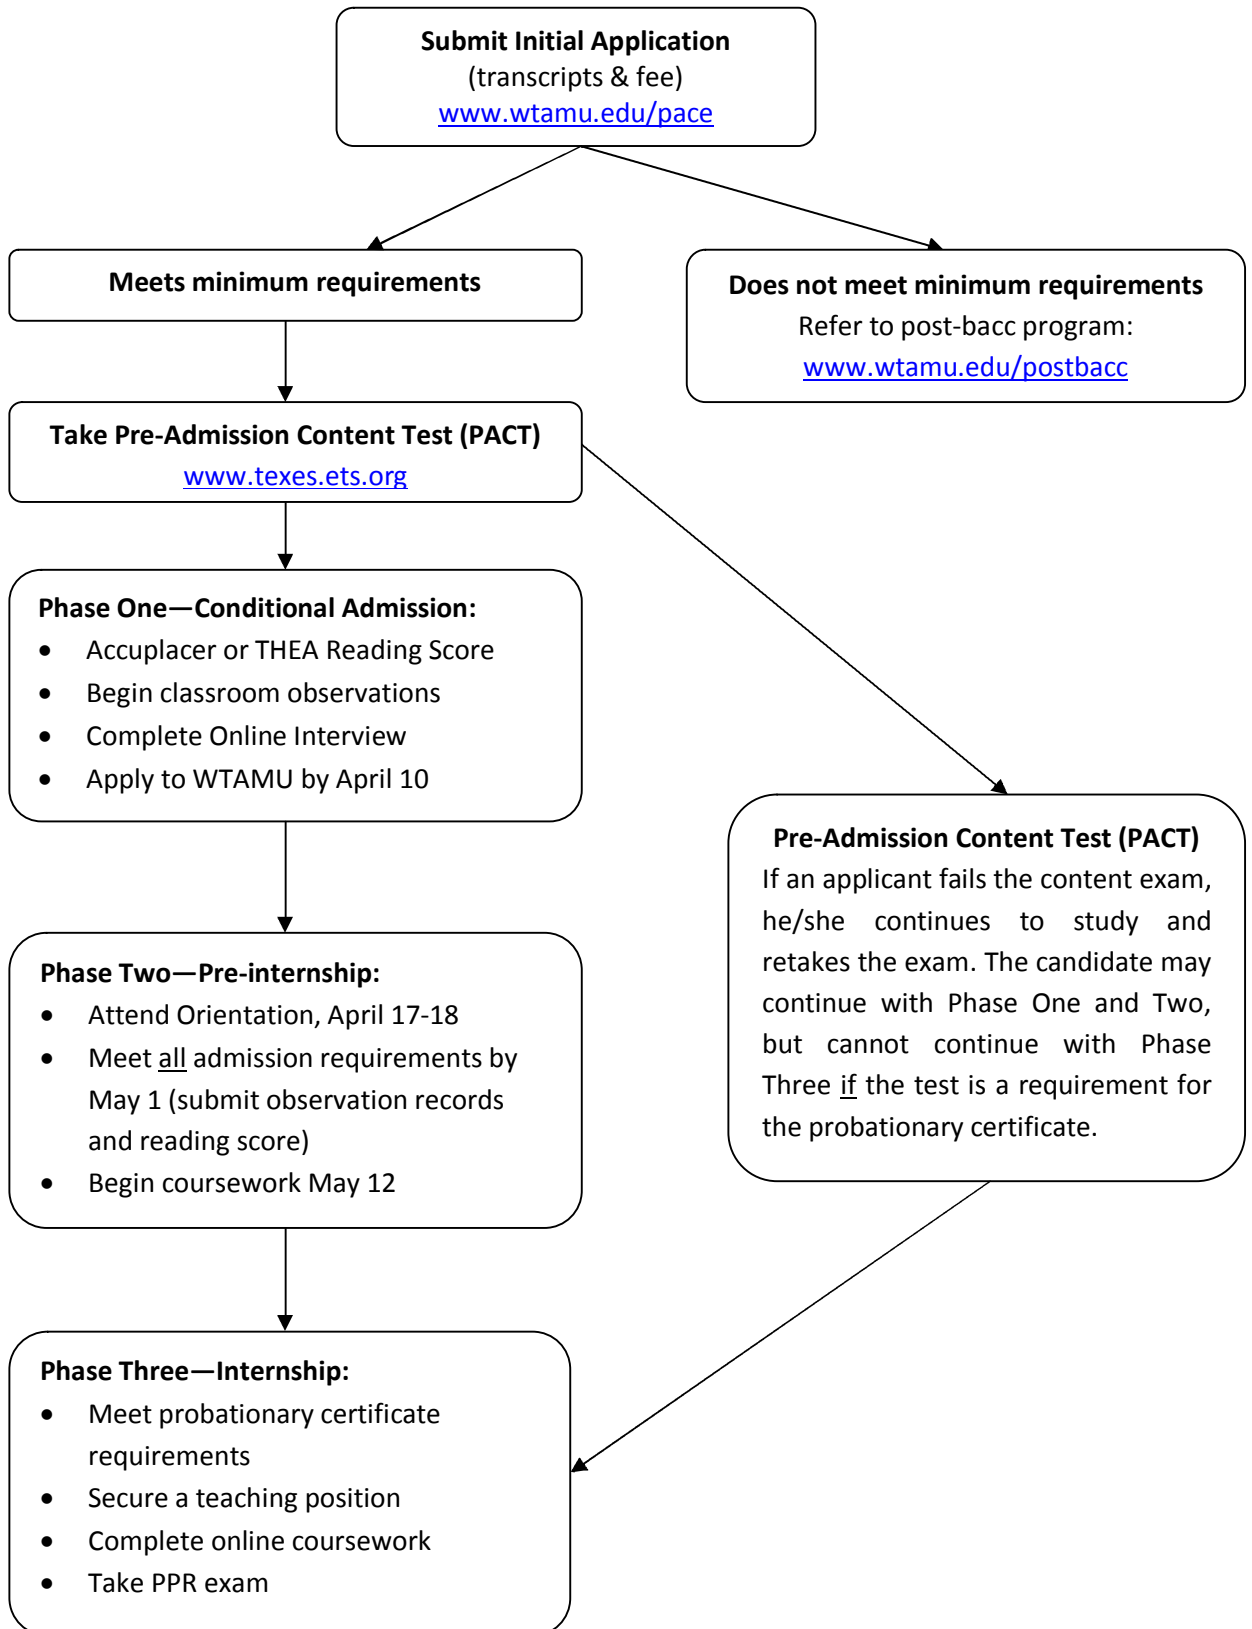 Submit Initial Application
(transcripts & fee)
www.wtamu.edu/pace
Meets minimum requirements
Does not meet minimum requirements
Refer to post-bacc program:
www.wtamu.edu/postbacc
Take Pre-Admission Content Test (PACT)
www.texes.ets.org
Phase One—Conditional Admission:
• Accuplacer or THEA Reading Score
• Begin classroom observations
• Complete Online Interview
• Apply to WTAMU by April 10
Pre-Admission Content Test (PACT)
If an applicant fails the content exam,
he/she continues to study and
retakes the exam. The candidate may
continue with Phase One and Two,
but cannot continue with Phase
Three if the test is a requirement for
the probationary certificate.
Phase Two—Pre-internship:
• Attend Orientation, April 17-18
• Meet all admission requirements by
May 1 (submit observation records
and reading score)
• Begin coursework May 12
Phase Three—Internship:
• Meet probationary certificate
requirements
• Secure a teaching position
• Complete online coursework
• Take PPR exam